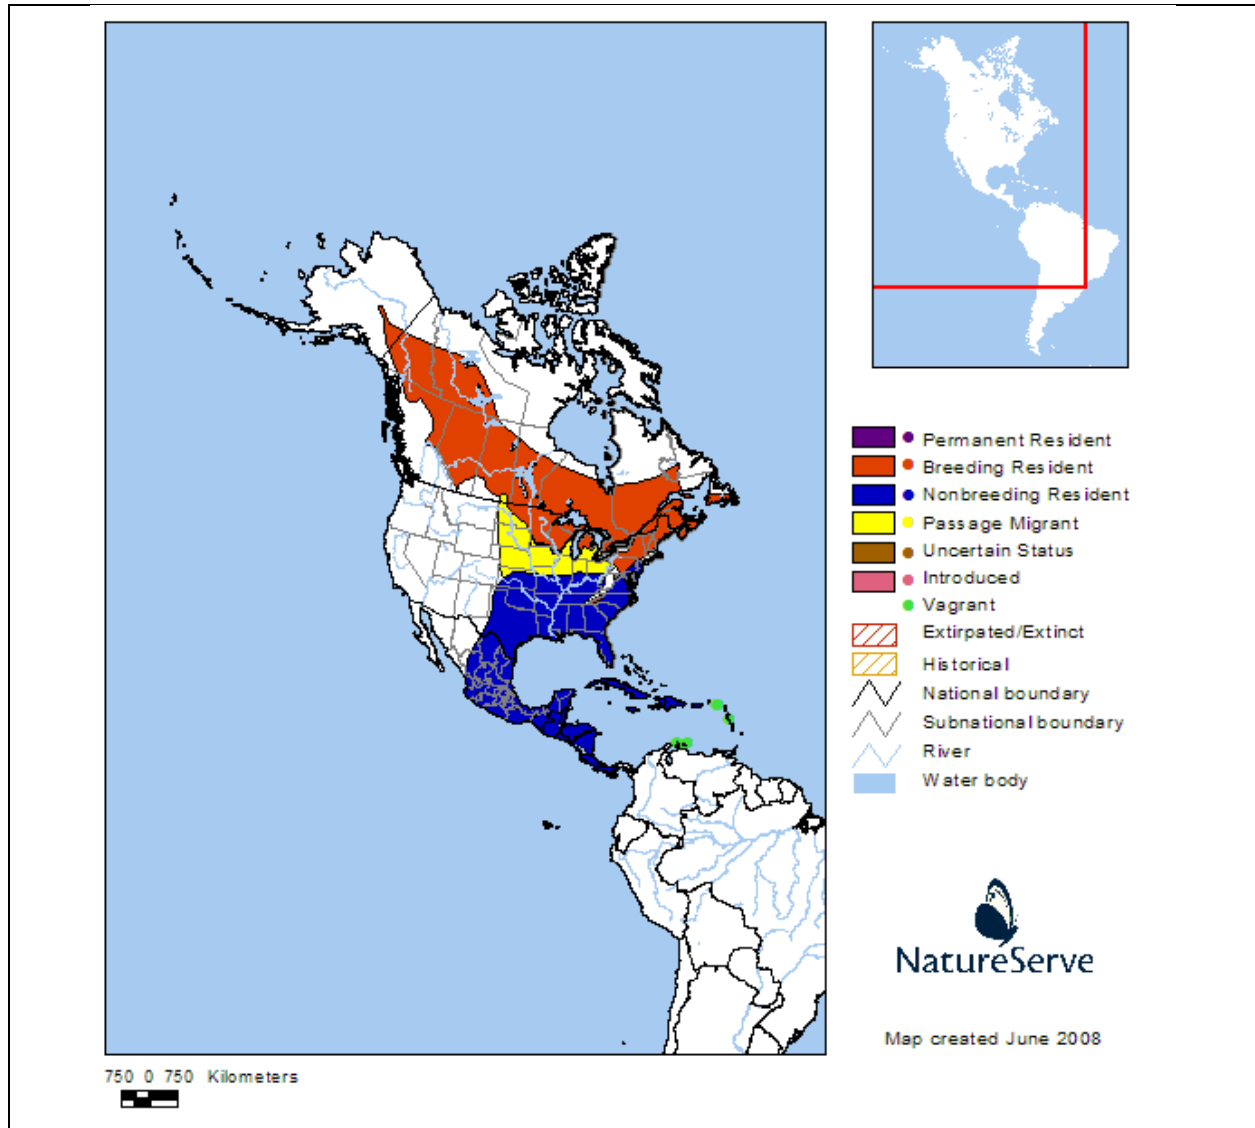 Permanent Resident
Breeding Resident
Nonbreeding Resident
Passage Migrant
Uncertain Status
Introduced
Vagrant
Extirpated/Extinct
Historical
National boundary
Subnational boundary
River
Water body
NatureServe
Map created June 2008
750 0 750 Kilometers